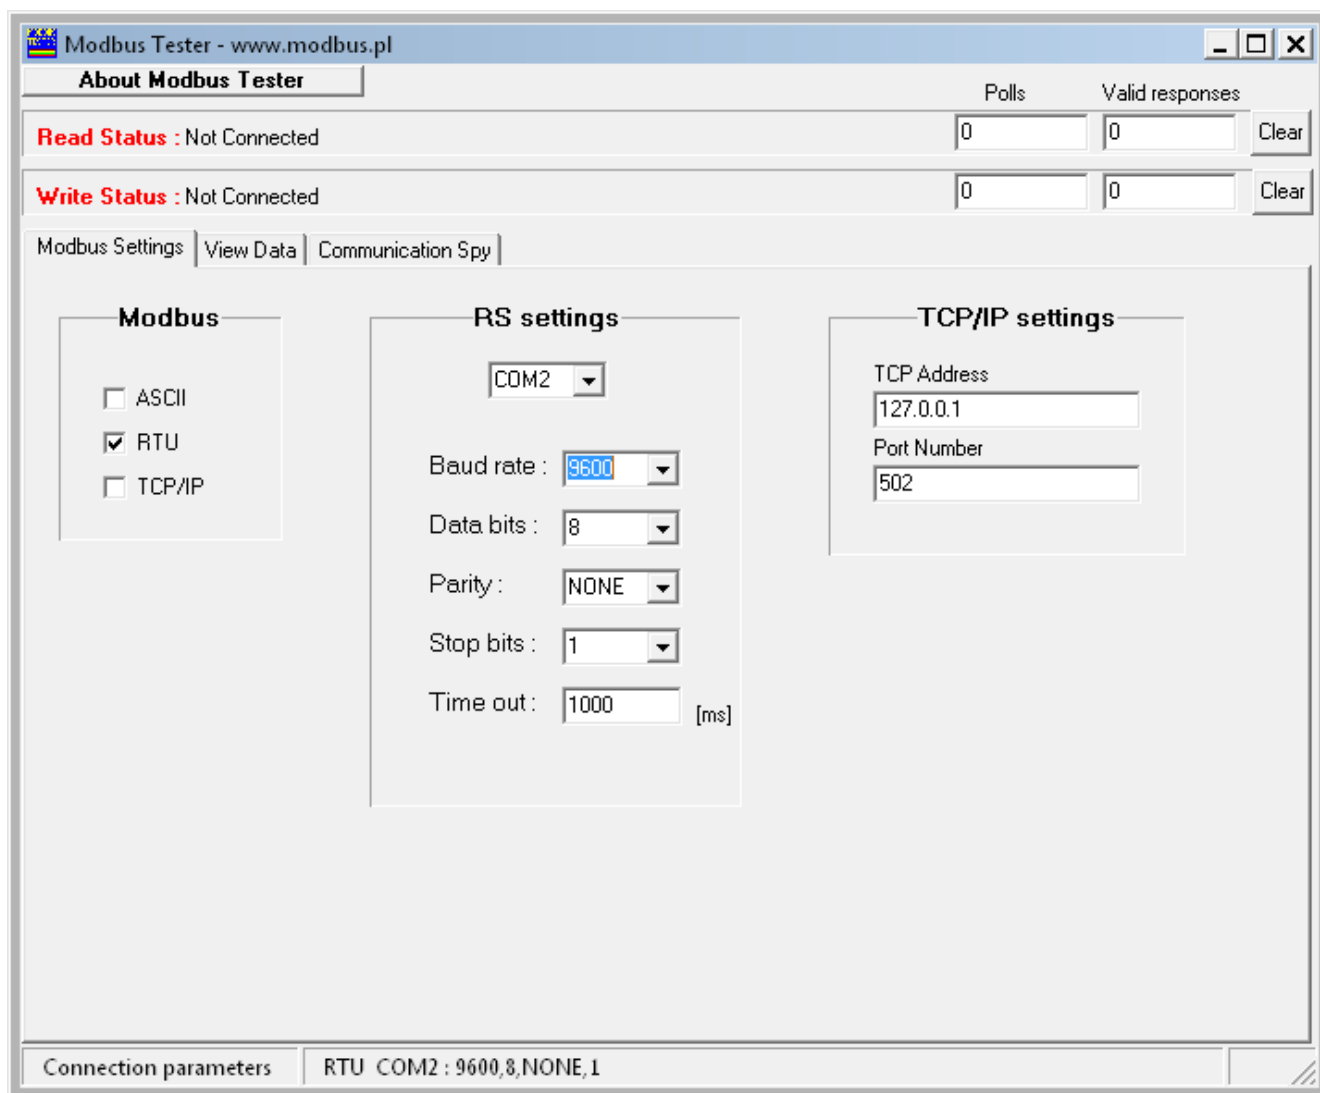 Modbus Tester - www.modbus.pl
About Modbus Tester
Polls Valid responses
Read Status : Not Connected 0 0 Clear
Write Status : Not Connected 0 0 Clear
Modbus Settings View Data Communication Spy
Modbus RS settings TCP/IP settings
COM2
TCP Address
ASCII
127.0.0.1
RTU
Port Number
Baud rate : 9600
TCP/IP
502
Data bits : 8
Parity : NONE
Stop bits : 1
Time out : 1000 [ms]
Connection parameters RTU COM2 : 9600,8,NONE,1